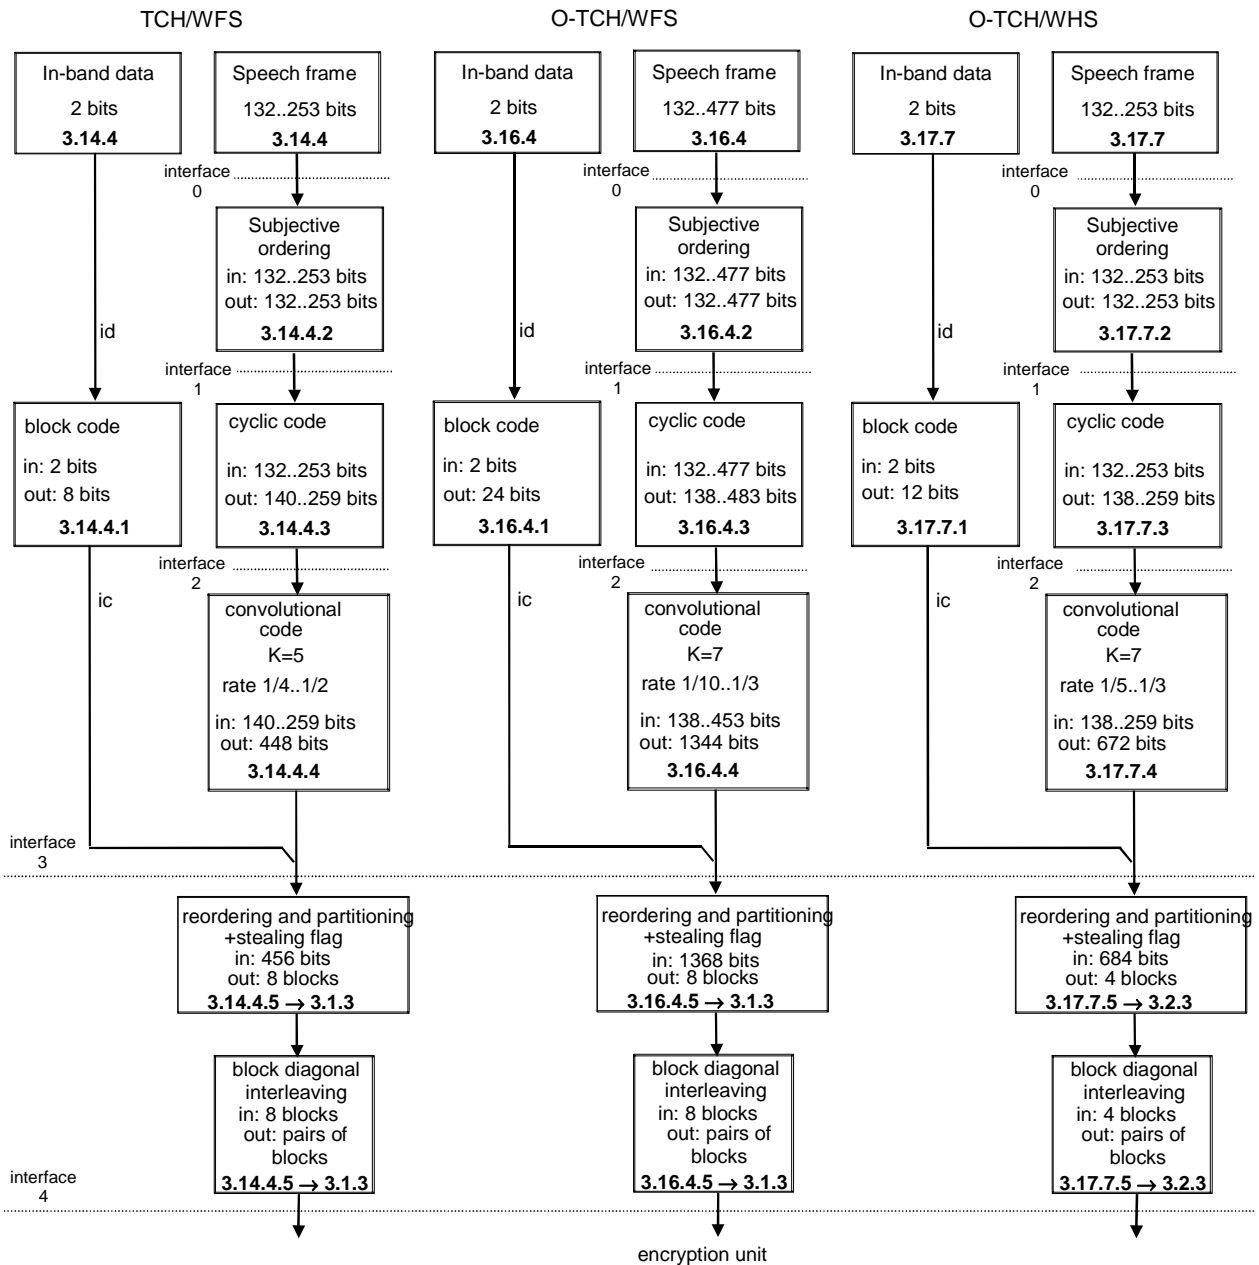 TCH/WFS
O-TCH/WFS
O-TCH/WHS
In-band data
2 bits
3.14.4
Speech frame
132..253 bits
3.14.4
In-band data
2 bits
3.16.4
Speech frame
132..477 bits
3.16.4
In-band data
2 bits
3.17.7
Speech frame
132..253 bits
3.17.7
interface
0
interface
0
interface
0
Subjective
ordering
in: 132..253 bits
out: 132..253 bits
3.14.4.2
Subjective
ordering
in: 132..477 bits
out: 132..477 bits
3.16.4.2
Subjective
ordering
in: 132..253 bits
out: 132..253 bits
3.17.7.2
id
id
id
interface
1
interface
1
interface
1
block code
in: 2 bits
out: 8 bits
3.14.4.1
cyclic code
in: 132..253 bits
out: 140..259 bits
3.14.4.3
block code
in: 2 bits
out: 24 bits
3.16.4.1
cyclic code
in: 132..477 bits
out: 138..483 bits
3.16.4.3
block code
in: 2 bits
out: 12 bits
3.17.7.1
cyclic code
in: 132..253 bits
out: 138..259 bits
3.17.7.3
interface
2
interface
2
interface
2
ic
ic
ic
convolutional
code
K=5
rate 1/4..1/2
in: 140..259 bits
out: 448 bits
3.14.4.4
convolutional
code
K=7
rate 1/10..1/3
in: 138..453 bits
out: 1344 bits
3.16.4.4
convolutional
code
K=7
rate 1/5..1/3
in: 138..259 bits
out: 672 bits
3.17.7.4
interface
3
reordering and partitioning
+stealing flag
in: 456 bits
out: 8 blocks
3.14.4.5 → 3.1.3
reordering and partitioning
+stealing flag
in: 1368 bits
out: 8 blocks
3.16.4.5 → 3.1.3
reordering and partitioning
+stealing flag
in: 684 bits
out: 4 blocks
3.17.7.5 → 3.2.3
block diagonal
interleaving
in: 8 blocks
out: pairs of
blocks
3.14.4.5 → 3.1.3
block diagonal
interleaving
in: 8 blocks
out: pairs of
blocks
3.16.4.5 → 3.1.3
block diagonal
interleaving
in: 4 blocks
out: pairs of
blocks
3.17.7.5 → 3.2.3
interface
4
encryption unit